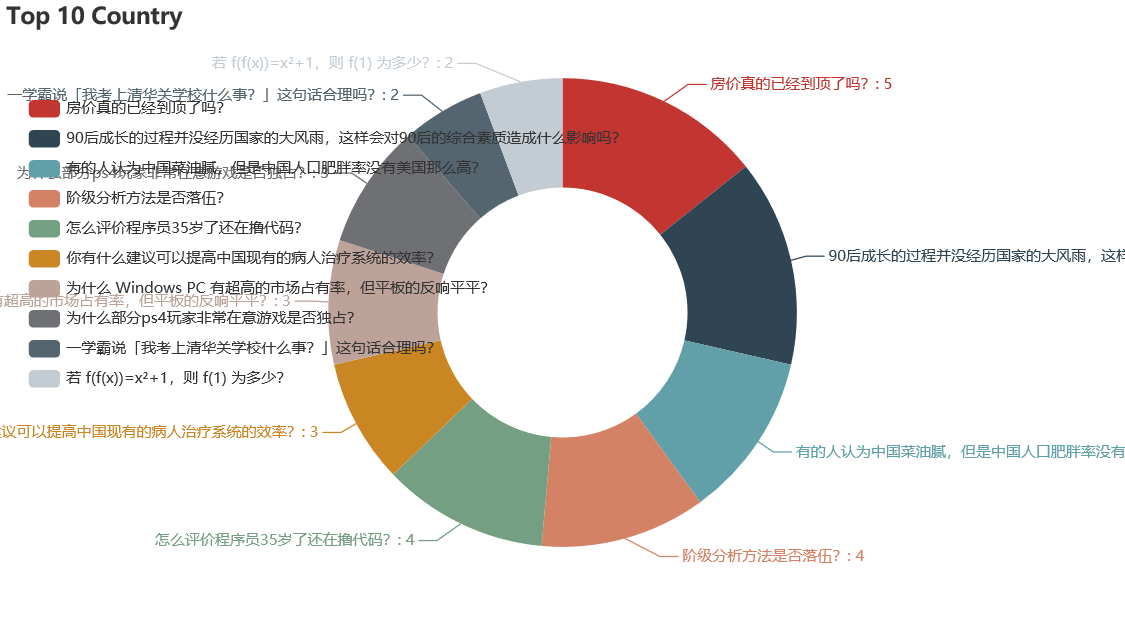 Top 10 Country
若 f(f(x))=x²+1，则 f(1) 为多少？: 2
房价真的已经到顶了吗？: 5
一学霸说「我考上清华关学校什么事？」这句话合理吗？: 2
房价真的已经到顶了吗？
90后成长的过程并没经历国家的大风雨，这样会对90后的综合素质造成什么影响吗？
有的人认为中国菜油腻，但是中国人口肥胖率没有美国那么高？
为什么部分ps4玩家非常在意游戏是否独占？: 3
阶级分析方法是否落伍？
怎么评价程序员35岁了还在撸代码？
你有什么建议可以提高中国现有的病人治疗系统的效率？
90后成长的过程并没经历国家的大风雨，这样
为什么 Windows PC 有超高的市场占有率，但平板的反响平平？
有超高的市场占有率，但平板的反响平平？: 3
为什么部分ps4玩家非常在意游戏是否独占？
一学霸说「我考上清华关学校什么事？」这句话合理吗？
若 f(f(x))=x²+1，则 f(1) 为多少？
议可以提高中国现有的病人治疗系统的效率？: 3
有的人认为中国菜油腻，但是中国人口肥胖率没有
怎么评价程序员35岁了还在撸代码？: 4
阶级分析方法是否落伍？: 4